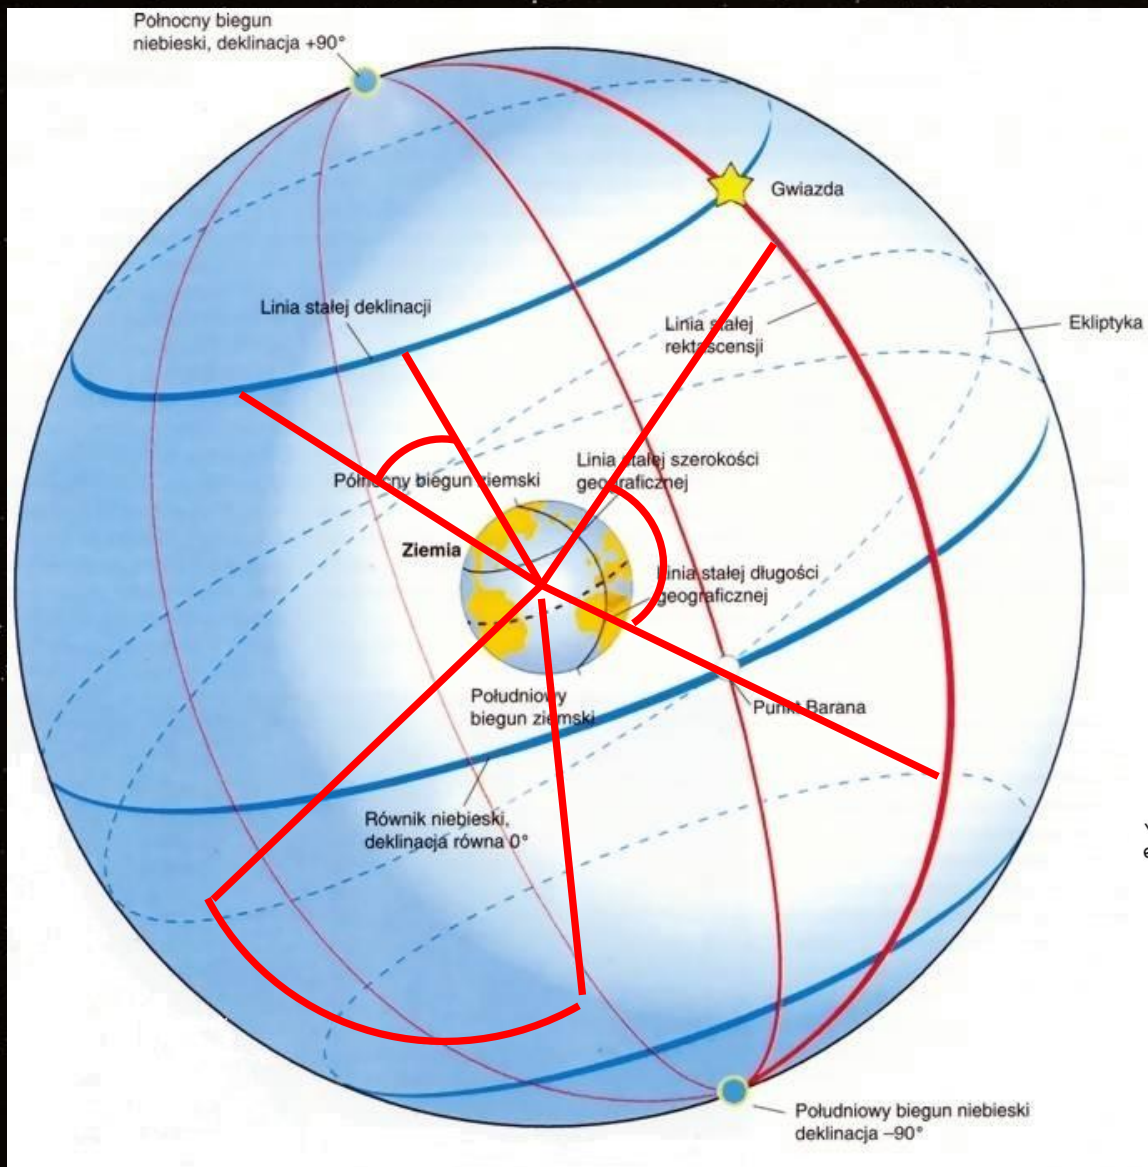 Połnocny biegun
niebieski, deklinacja +90°
Gwiazda
Linia stałej deklinacji
Linia stałej
rektascensji
Ekliptyka
Linia stałej szerokości
geograficznej
Północny biegun ziemski
Ziemia
Linia stałej długości
geograficznej
Południowy
biegun ziemski
Punkt Barana
Równik niebieski,
deklinacja równa 0°
Południowy biegun niebieski
deklinacja –90°